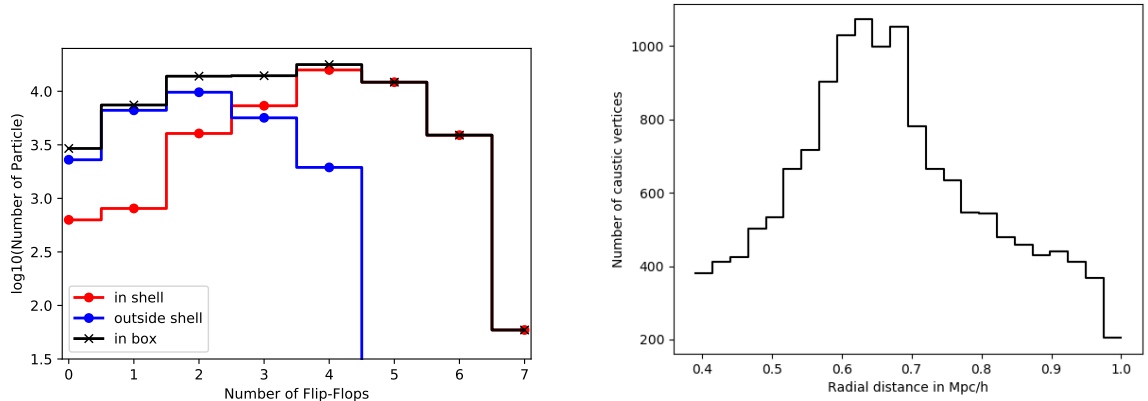 4.0
3.5
3.0
2.5
2.0
1.5
0 1 2 3 4 5 6 7
log10(Number of Particle)
Number of Flip-Flops
in shell
outside shell
in box
1000
800
600
400
200
0.4 0.5 0.6 0.7 0.8 0.9 1.0
Number of caustic vertices
Radial distance in Mpc/h